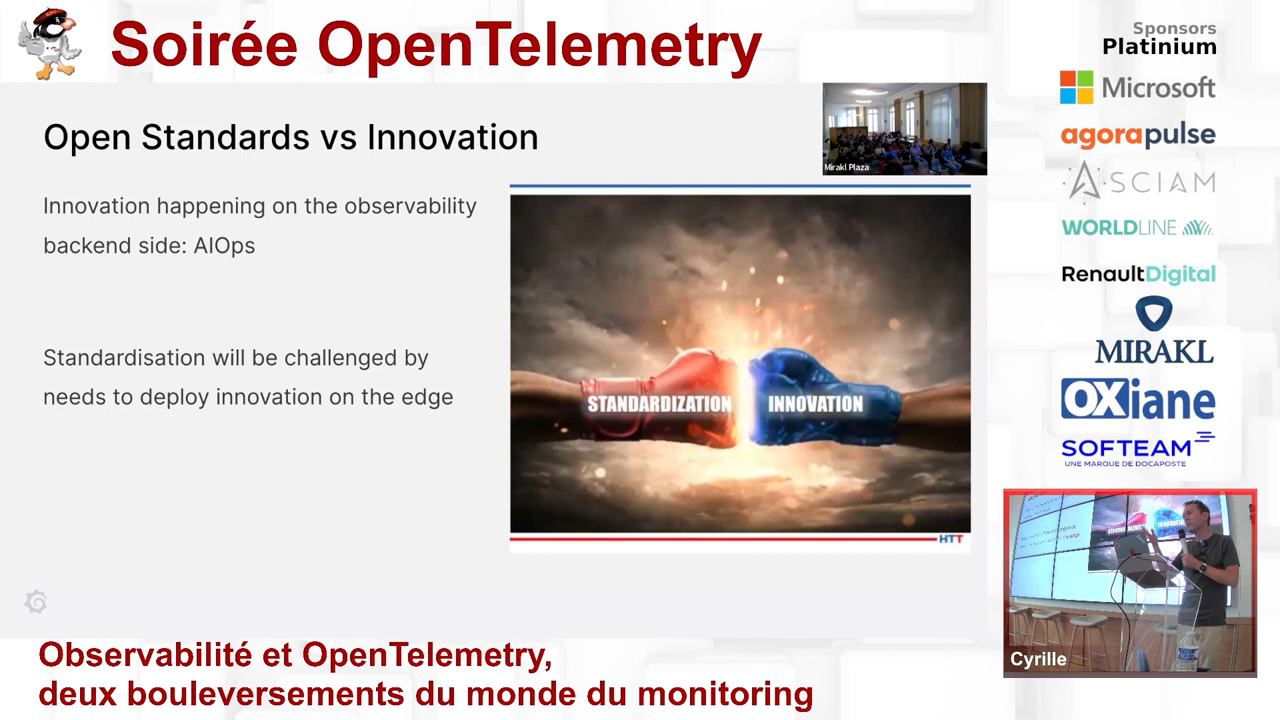 Soirée OpenTelemetry
Sponsors
Platinium
Microsoft
agorapulse
ASCIAM
WORLDLINE
RenaultDigital
MIRAKL
OXiane
SOFTEAM
UNE MARQUE DE DOCAPOSTE
Open Standards vs Innovation
Mirakl Plaza
Innovation happening on the observability
backend side: AIOps
Standardisation will be challenged by
needs to deploy innovation on the edge
STANDARDIZATION
INNOVATION
HTT
Cyrille
Observabilité et OpenTelemetry,
deux bouleversements du monde du monitoring